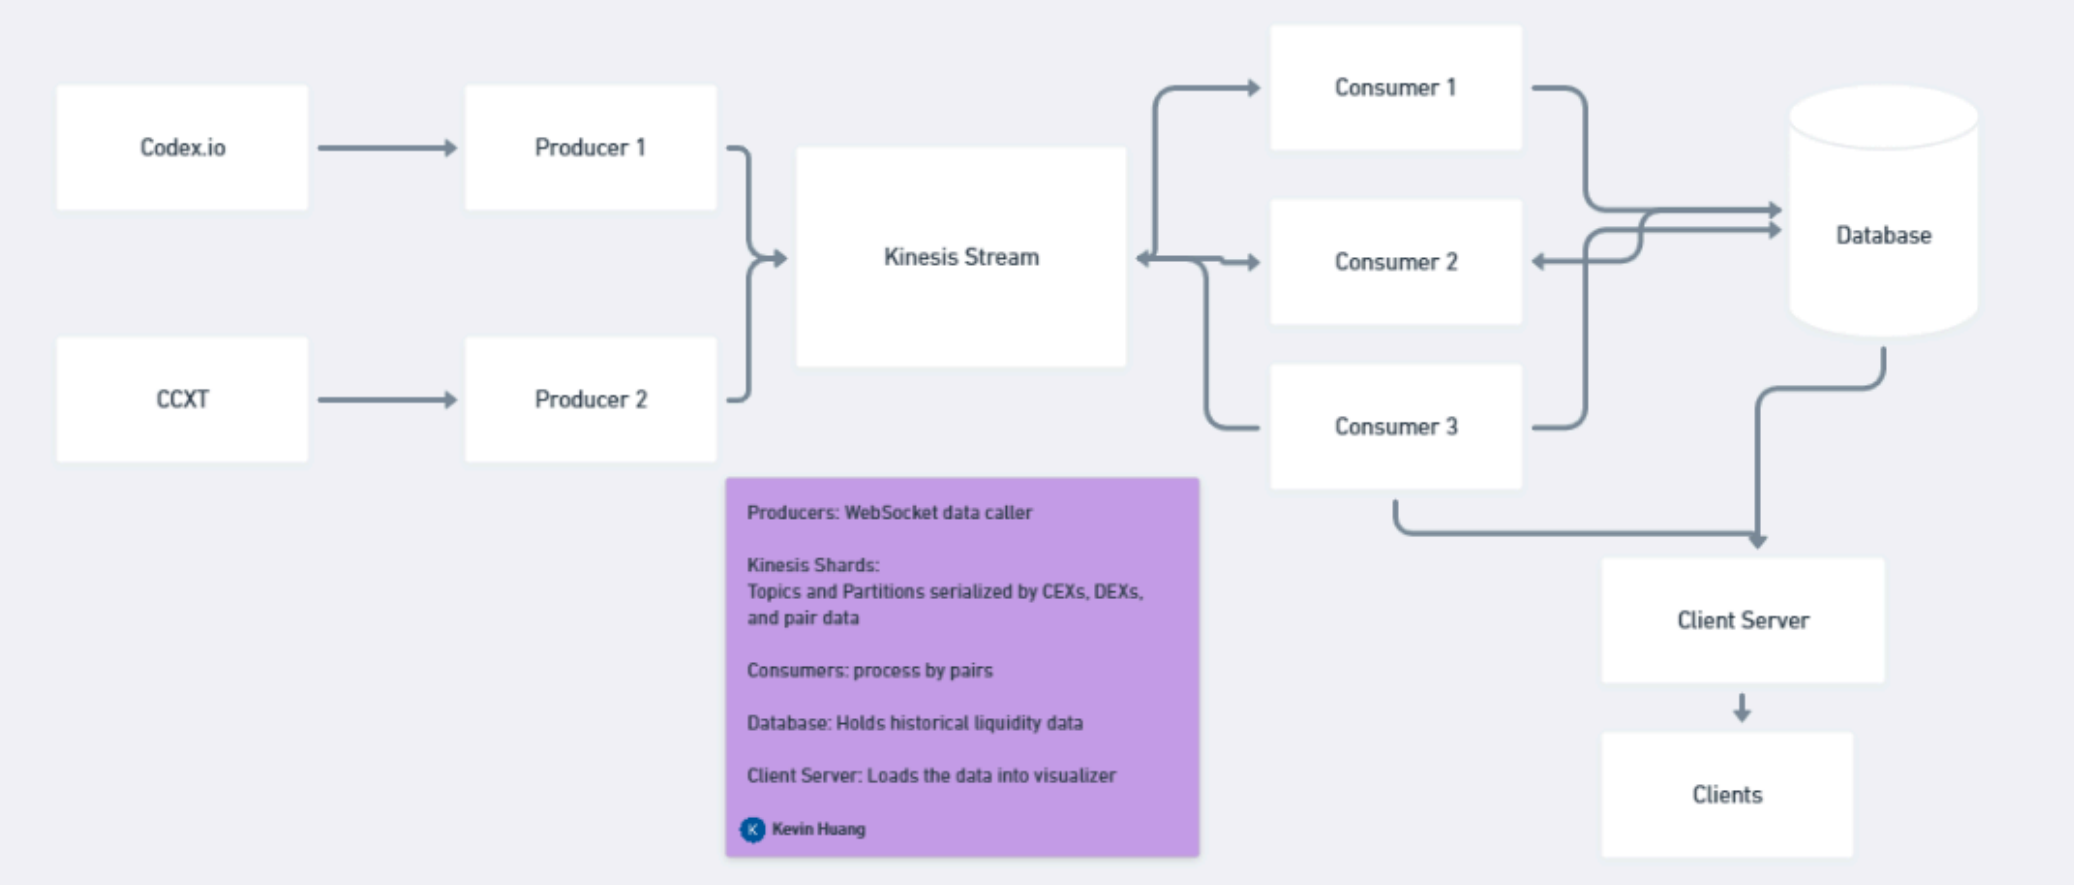 Codex.io
Producer 1
CCXT
Producer 2
Kinesis Stream
Consumer 1
Consumer 2
Consumer 3
Database
Client Server
Clients
Producers: WebSocket data caller
Kinesis Shards:
Topics and Partitions serialized by CEXs, DEXs,
and pair data
Consumers: process by pairs
Database: Holds historical liquidity data
Client Server: Loads the data into visualizer
K Kevin Huang